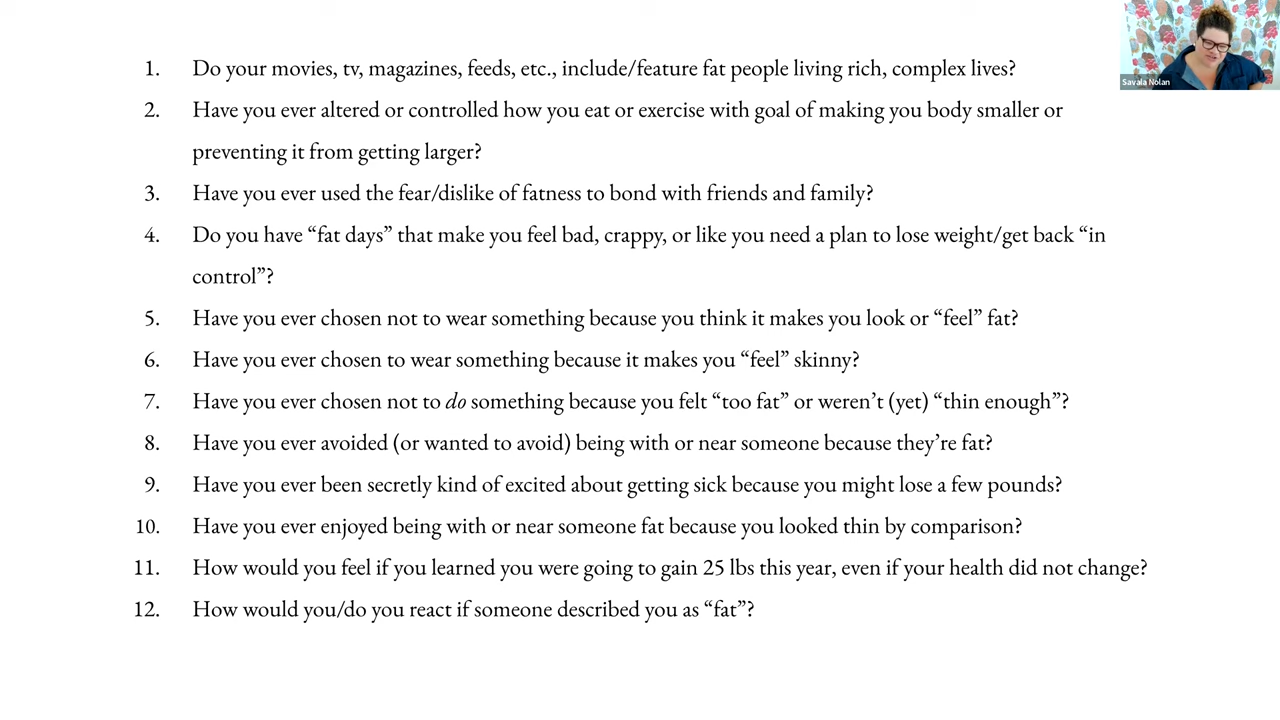 1. Do your movies, tv, magazines, feeds, etc., include/feature fat people living rich, complex lives?
Savala Nolan
2. Have you ever altered or controlled how you eat or exercise with goal of making you body smaller or
preventing it from getting larger?
3. Have you ever used the fear/dislike of fatness to bond with friends and family?
4. Do you have “fat days” that make you feel bad, crappy, or like you need a plan to lose weight/get back “in
control”?
5. Have you ever chosen not to wear something because you think it makes you look or “feel” fat?
6. Have you ever chosen to wear something because it makes you “feel” skinny?
7. Have you ever chosen not to do something because you felt “too fat” or weren’t (yet) “thin enough”?
8. Have you ever avoided (or wanted to avoid) being with or near someone because they’re fat?
9. Have you ever been secretly kind of excited about getting sick because you might lose a few pounds?
10. Have you ever enjoyed being with or near someone fat because you looked thin by comparison?
11. How would you feel if you learned you were going to gain 25 lbs this year, even if your health did not change?
12. How would you/do you react if someone described you as “fat”?